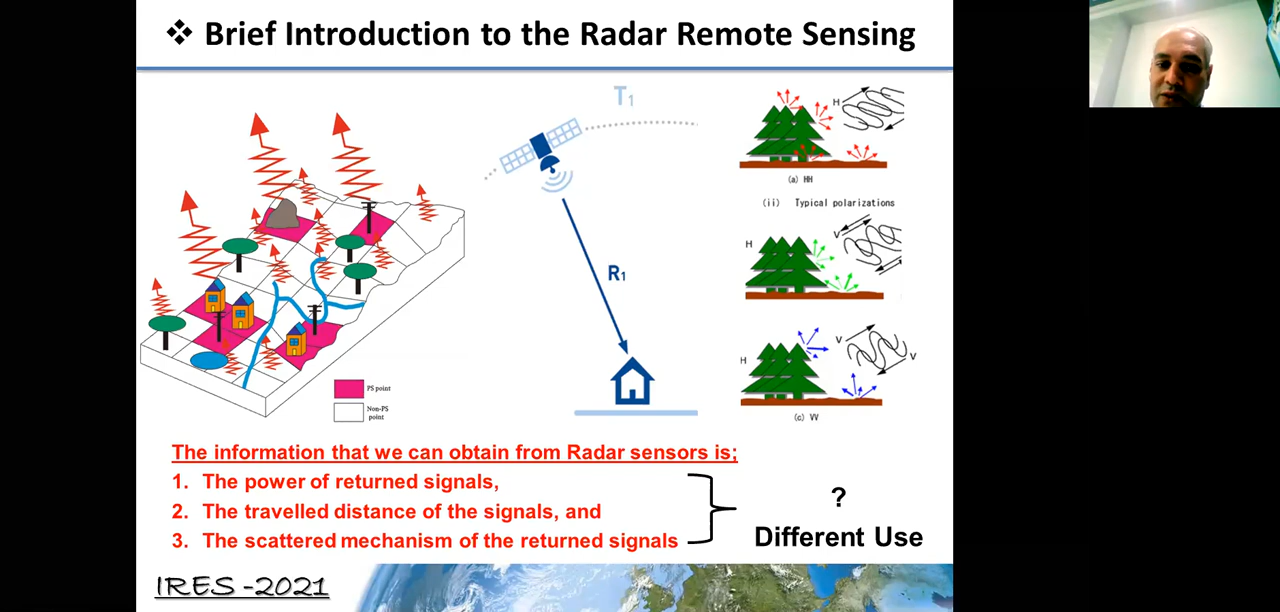 ❖ Brief Introduction to the Radar Remote Sensing
T1
R1
PS point
Non-PS
point
H
(a) HH
(ii) Typical polarizations
H
V
H
V
V
(c) VV
The information that we can obtain from Radar sensors is;
1. The power of returned signals,
2. The travelled distance of the signals, and
3. The scattered mechanism of the returned signals
?
Different Use
IRES -2021